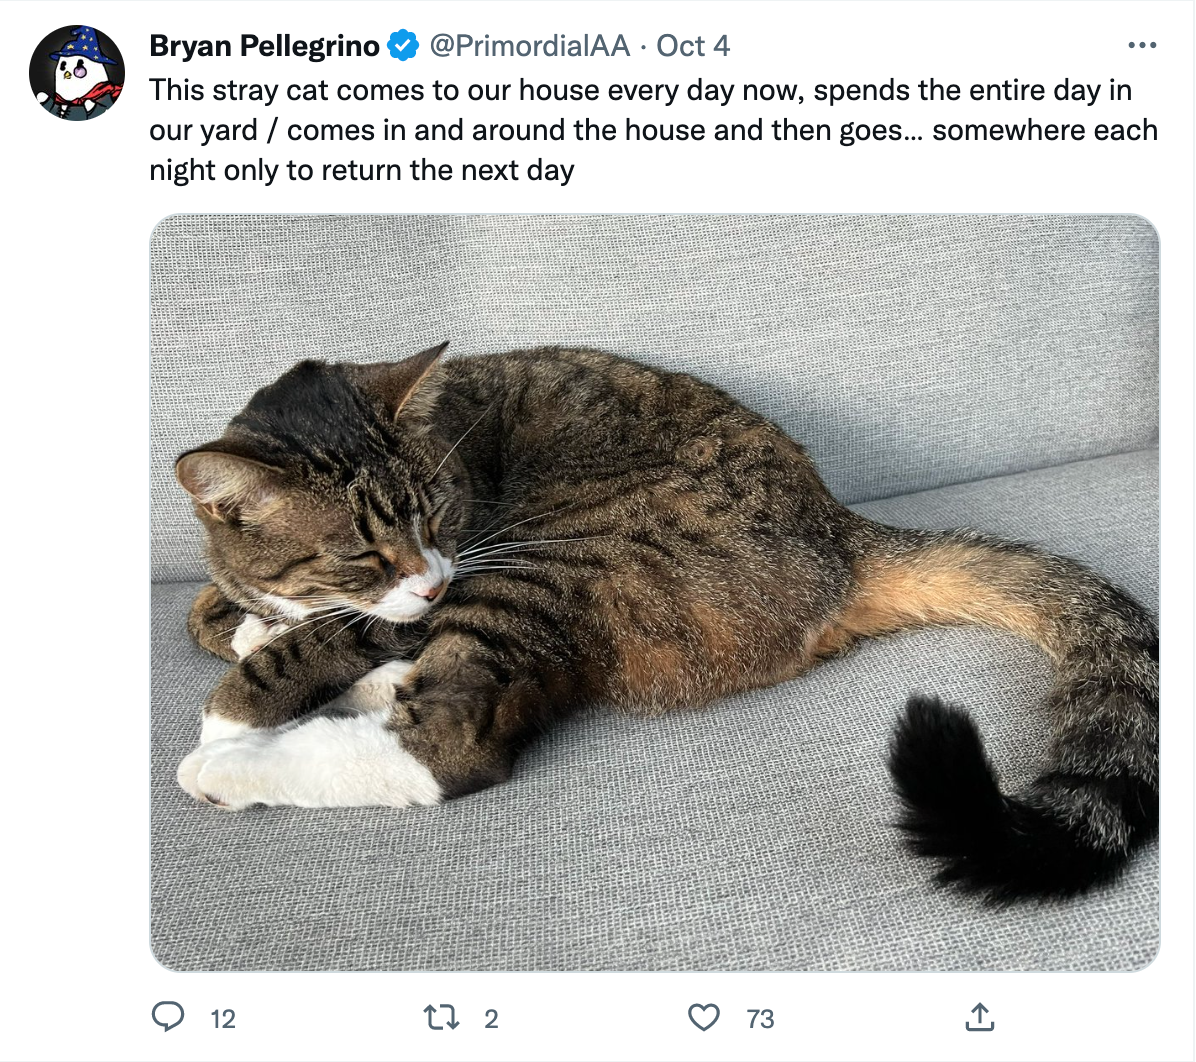 Bryan Pellegrino @PrimordialAA · Oct 4
This stray cat comes to our house every day now, spends the entire day in
our yard / comes in and around the house and then goes... somewhere each
night only to return the next day
12 2 73